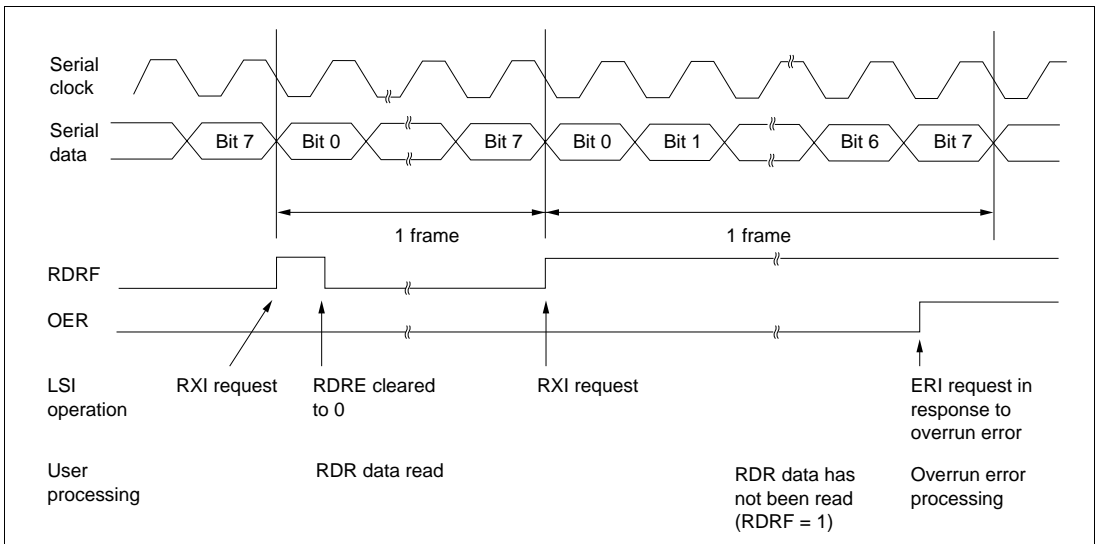 Serial
clock
Serial
data
Bit 7 Bit 0 Bit 7 Bit 0 Bit 1 Bit 6 Bit 7
1 frame 1 frame
RDRF
OER
LSI
operation
RXI request
RDRE cleared
to 0
RXI request
ERI request in
response to
overrun error
User
processing
RDR data read
RDR data has
not been read
(RDRF = 1)
Overrun error
processing